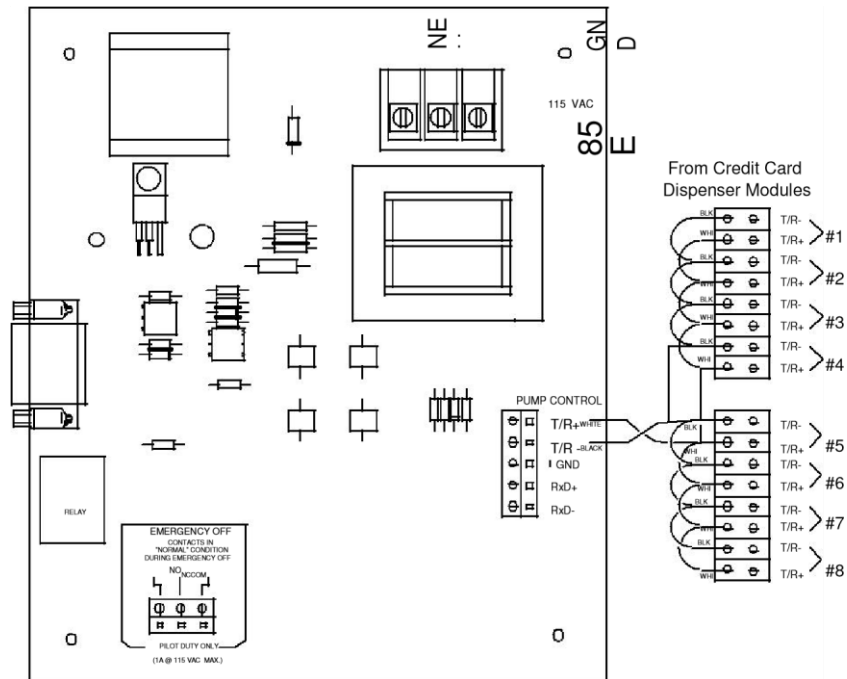 NE
:
GN
D
115 VAC
85
E
From Credit Card
Dispenser Modules
BLK T/R-
WHI T/R+ #1
BLK T/R-
WHI T/R+ #2
BLK T/R-
WHI T/R+ #3
BLK T/R-
WHI T/R+ #4
PUMP CONTROL
T/R+ WHITE
T/R - BLACK
GND
RxD+
RxD-
BLK T/R-
WHI T/R+ #5
BLK T/R-
WHI T/R+ #6
BLK T/R-
WHI T/R+ #7
BLK T/R-
WHI T/R+ #8
RELAY
EMERGENCY OFF
CONTACTS IN
"NORMAL" CONDITION
DURING EMERGENCY OFF
NO NCCOM
PILOT DUTY ONLY
(1A @ 115 VAC MAX.)